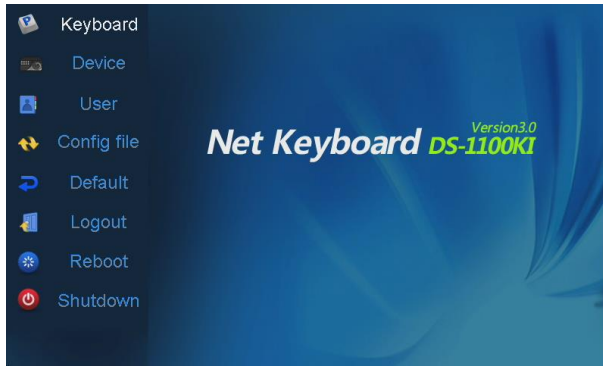 Keyboard
Device
User
Config file
Default
Logout
Reboot
Shutdown
Version3.0
Net Keyboard DS-1100KI